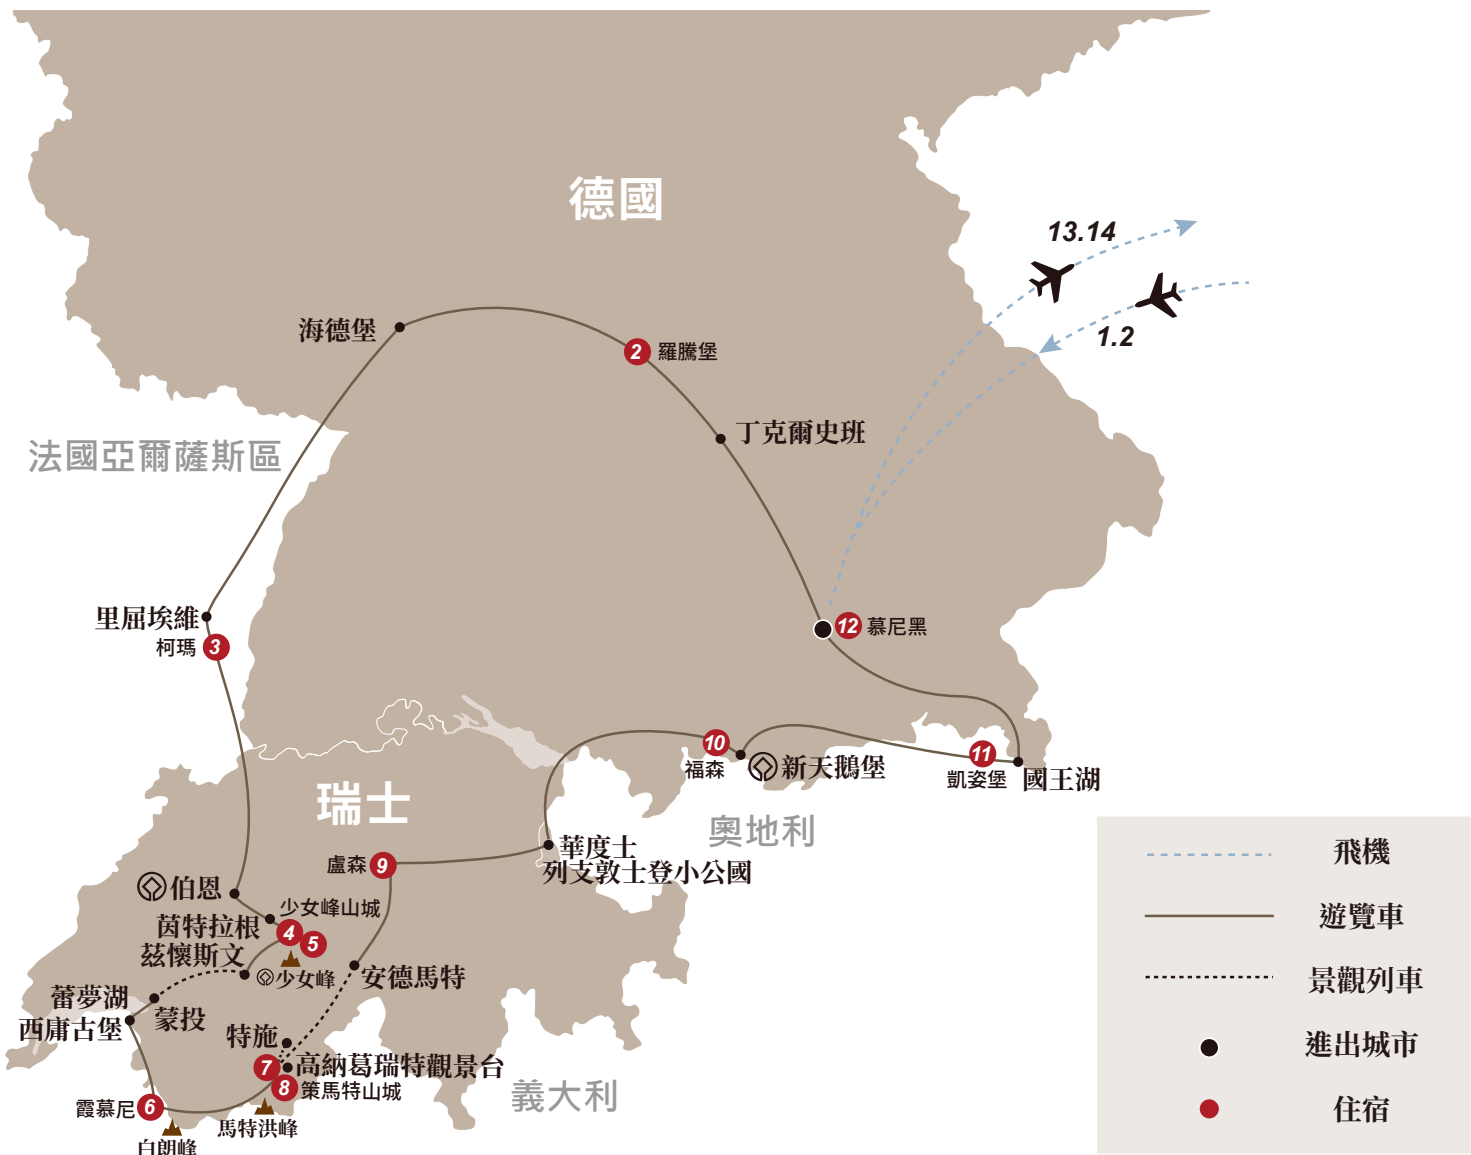 德國
13.14
1.2
海德堡
2 羅騰堡
丁克爾史班
法國亞爾薩斯區
里屈埃維
柯瑪 3
12 慕尼黑
10
福森
新天鵝堡
11
凱姿堡
國王湖
瑞士
奧地利
華度士
列支敦士登小公國
盧森 9
伯恩
少女峰山城
茵特拉根
4
5
茲懷斯文
少女峰
安德馬特
蕾夢湖
蒙投
西庸古堡
特施
高納葛瑞特觀景台
7
8 策馬特山城
霞慕尼 6
馬特洪峰
白朗峰
義大利
飛機
遊覽車
景觀列車
進出城市
住宿